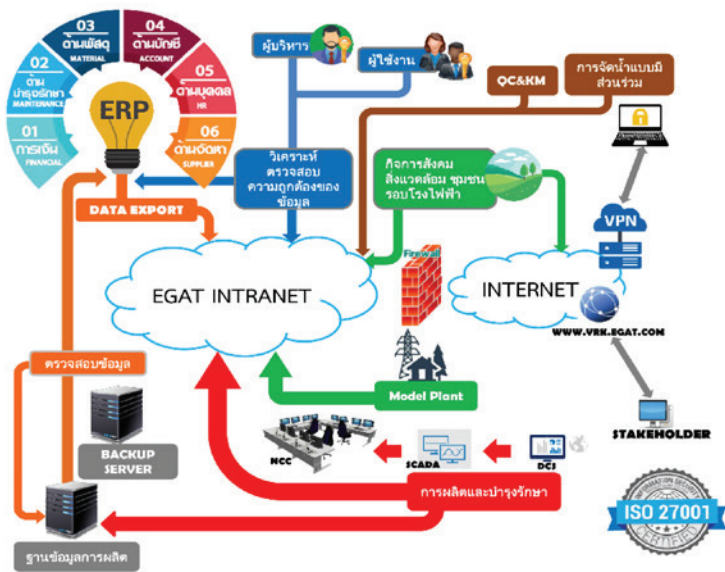 03
ด้านพัสดุ
MATERIAL
04
ด้านบัญชี
ACCOUNT
02
ด้าน
บำรุงรักษา
MAINTENANCE
05
ด้านบุคคล
HR
01
การเงิน
FINANCIAL
06
ด้านจัดหา
SUPPLIER
ERP
DATA EXPORT
ผู้บริหาร
ผู้ใช้งาน
วิเคราะห์
ตรวจสอบ
ความถูกต้องของ
ข้อมูล
QC&KM
การจัดน้ำแบบมี
ส่วนร่วม
กิจการสังคม
สิ่งแวดล้อม ชุมชน
รอบโรงไฟฟ้า
VPN
Firewall
EGAT INTRANET
INTERNET
WWW.VRK.EGAT.COM
ตรวจสอบข้อมูล
Model Plant
STAKEHOLDER
BACKUP
SERVER
NCC
SCADA
DCS
การผลิตและบำรุงรักษา
ฐานข้อมูลการผลิต
INFORMATION SECURITY
ISO 27001
CERTIFIED